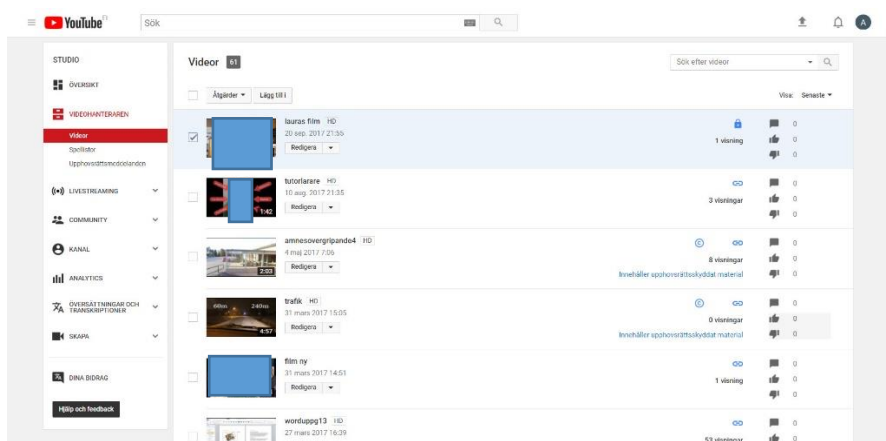 YouTube FI
Sök
STUDIO
ÖVERSIKT
VIDEOHANTERAREN
Videor
Spellistor
Upphovsrättsmeddelanden
LIVESTREAMING
COMMUNITY
KANAL
ANALYTICS
ÖVERSÄTTNINGAR OCH
TRANSKRIPTIONER
SKAPA
DINA BIDRAG
Hjälp och feedback
A
Videor 61
Sök efter videor
Åtgärder Lägg till i
Visa: Senaste
lauras film HD
20 sep. 2017 21:35
Redigera
1 visning
0
0
0
tutorlarare HD
10 aug. 2017 21:35
Redigera
1:42
3 visningar
0
0
0
amnesovergripande4 HD
4 maj 2017 7:06
Redigera
2:03
8 visningar
Innehåller upphovsrättsskyddat material
0
0
0
trafik HD
31 mars 2017 15:05
Redigera
60m 240m
4:57
0 visningar
Innehåller upphovsrättsskyddat material
0
0
0
film ny
31 mars 2017 14:51
Redigera
1 visning
0
0
0
worduppg13 HD
27 mars 2017 16:39
53 visningar
0
0